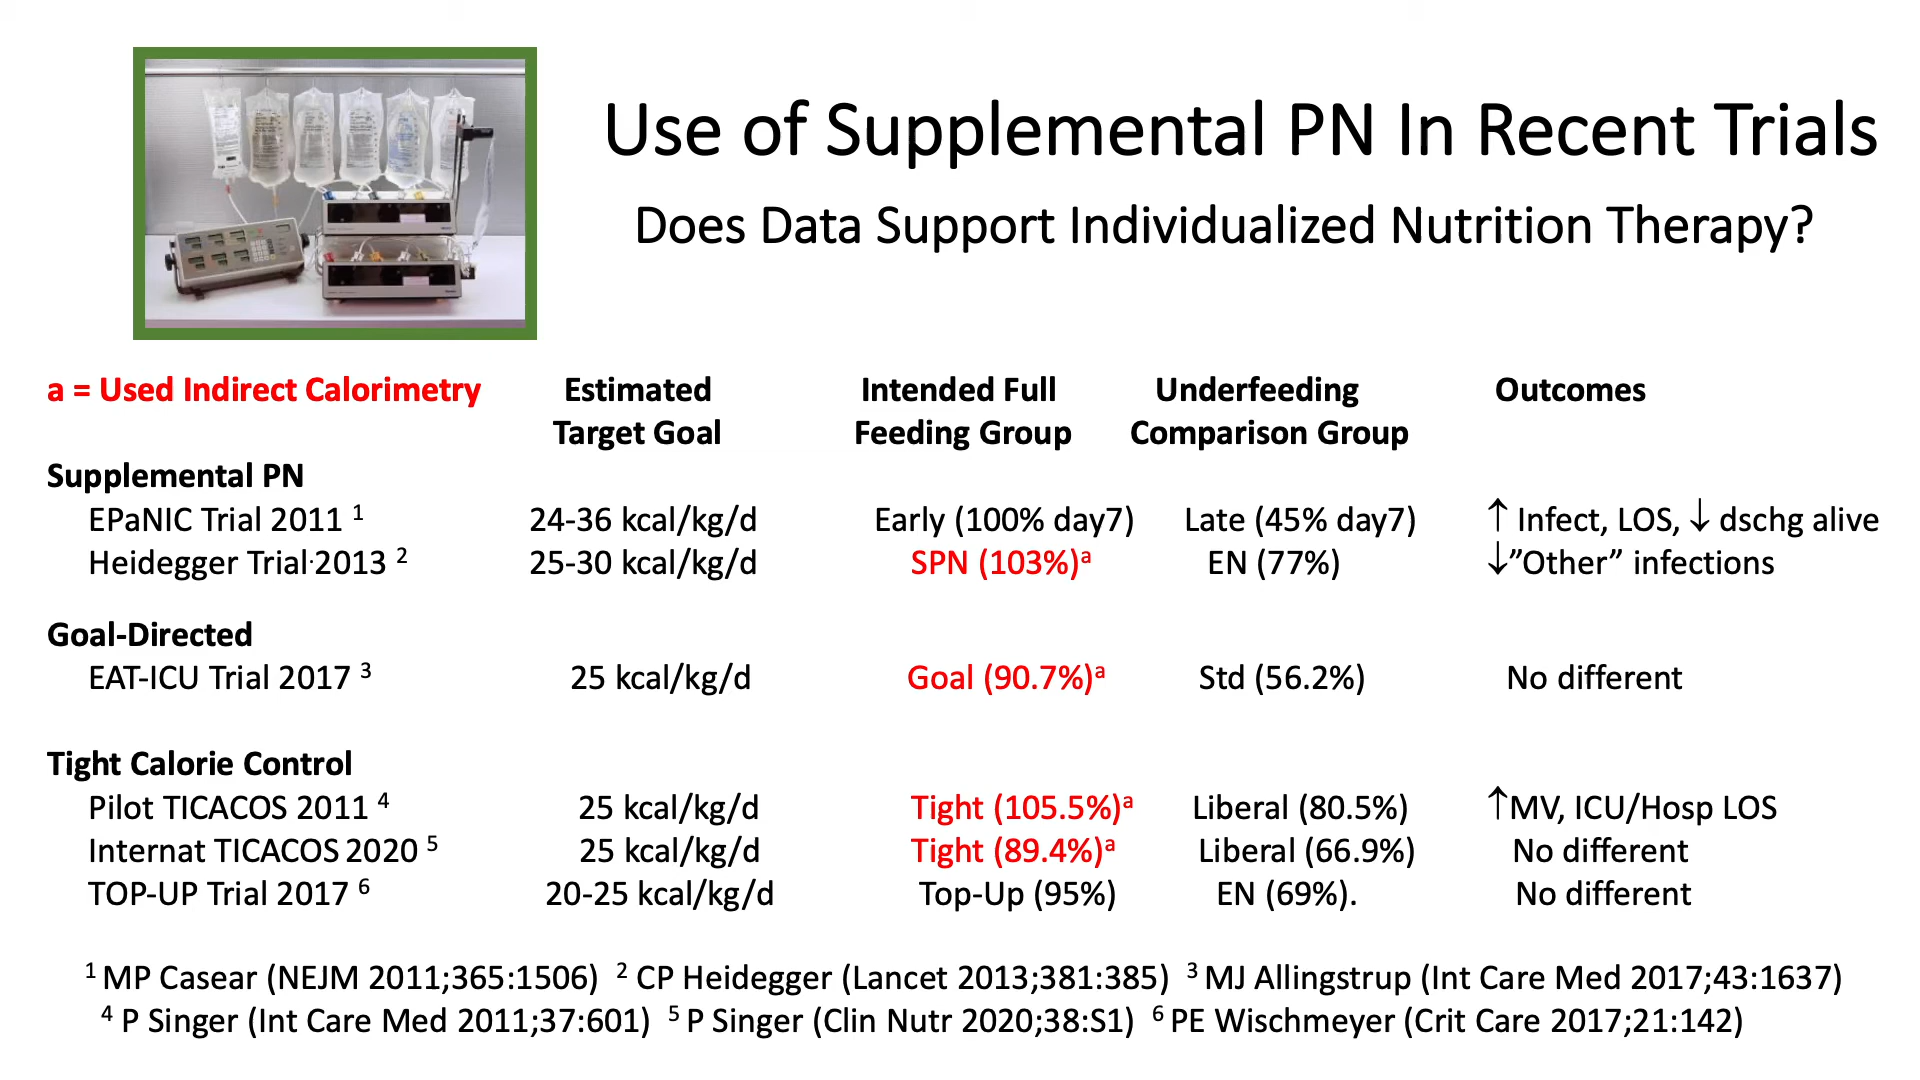 Use of Supplemental PN In Recent Trials
Does Data Support Individualized Nutrition Therapy?
a = Used Indirect Calorimetry Estimated Target Goal Intended Full Feeding Group Underfeeding Comparison Group Outcomes
Supplemental PN
EPaNIC Trial 2011 ¹ 24-36 kcal/kg/d Early (100% day7) Late (45% day7) ↑ Infect, LOS, ↓ dschg alive
Heidegger Trial·2013 ² 25-30 kcal/kg/d SPN (103%)ᵃ EN (77%) ↓”Other” infections
Goal-Directed
EAT-ICU Trial 2017 ³ 25 kcal/kg/d Goal (90.7%)ᵃ Std (56.2%) No different
Tight Calorie Control
Pilot TICACOS 2011 ⁴ 25 kcal/kg/d Tight (105.5%)ᵃ Liberal (80.5%) ↑MV, ICU/Hosp LOS
Internat TICACOS 2020 ⁵ 25 kcal/kg/d Tight (89.4%)ᵃ Liberal (66.9%) No different
TOP-UP Trial 2017 ⁶ 20-25 kcal/kg/d Top-Up (95%) EN (69%). No different
¹ MP Casear (NEJM 2011;365:1506) ² CP Heidegger (Lancet 2013;381:385) ³ MJ Allingstrup (Int Care Med 2017;43:1637)
⁴ P Singer (Int Care Med 2011;37:601) ⁵ P Singer (Clin Nutr 2020;38:S1) ⁶ PE Wischmeyer (Crit Care 2017;21:142)